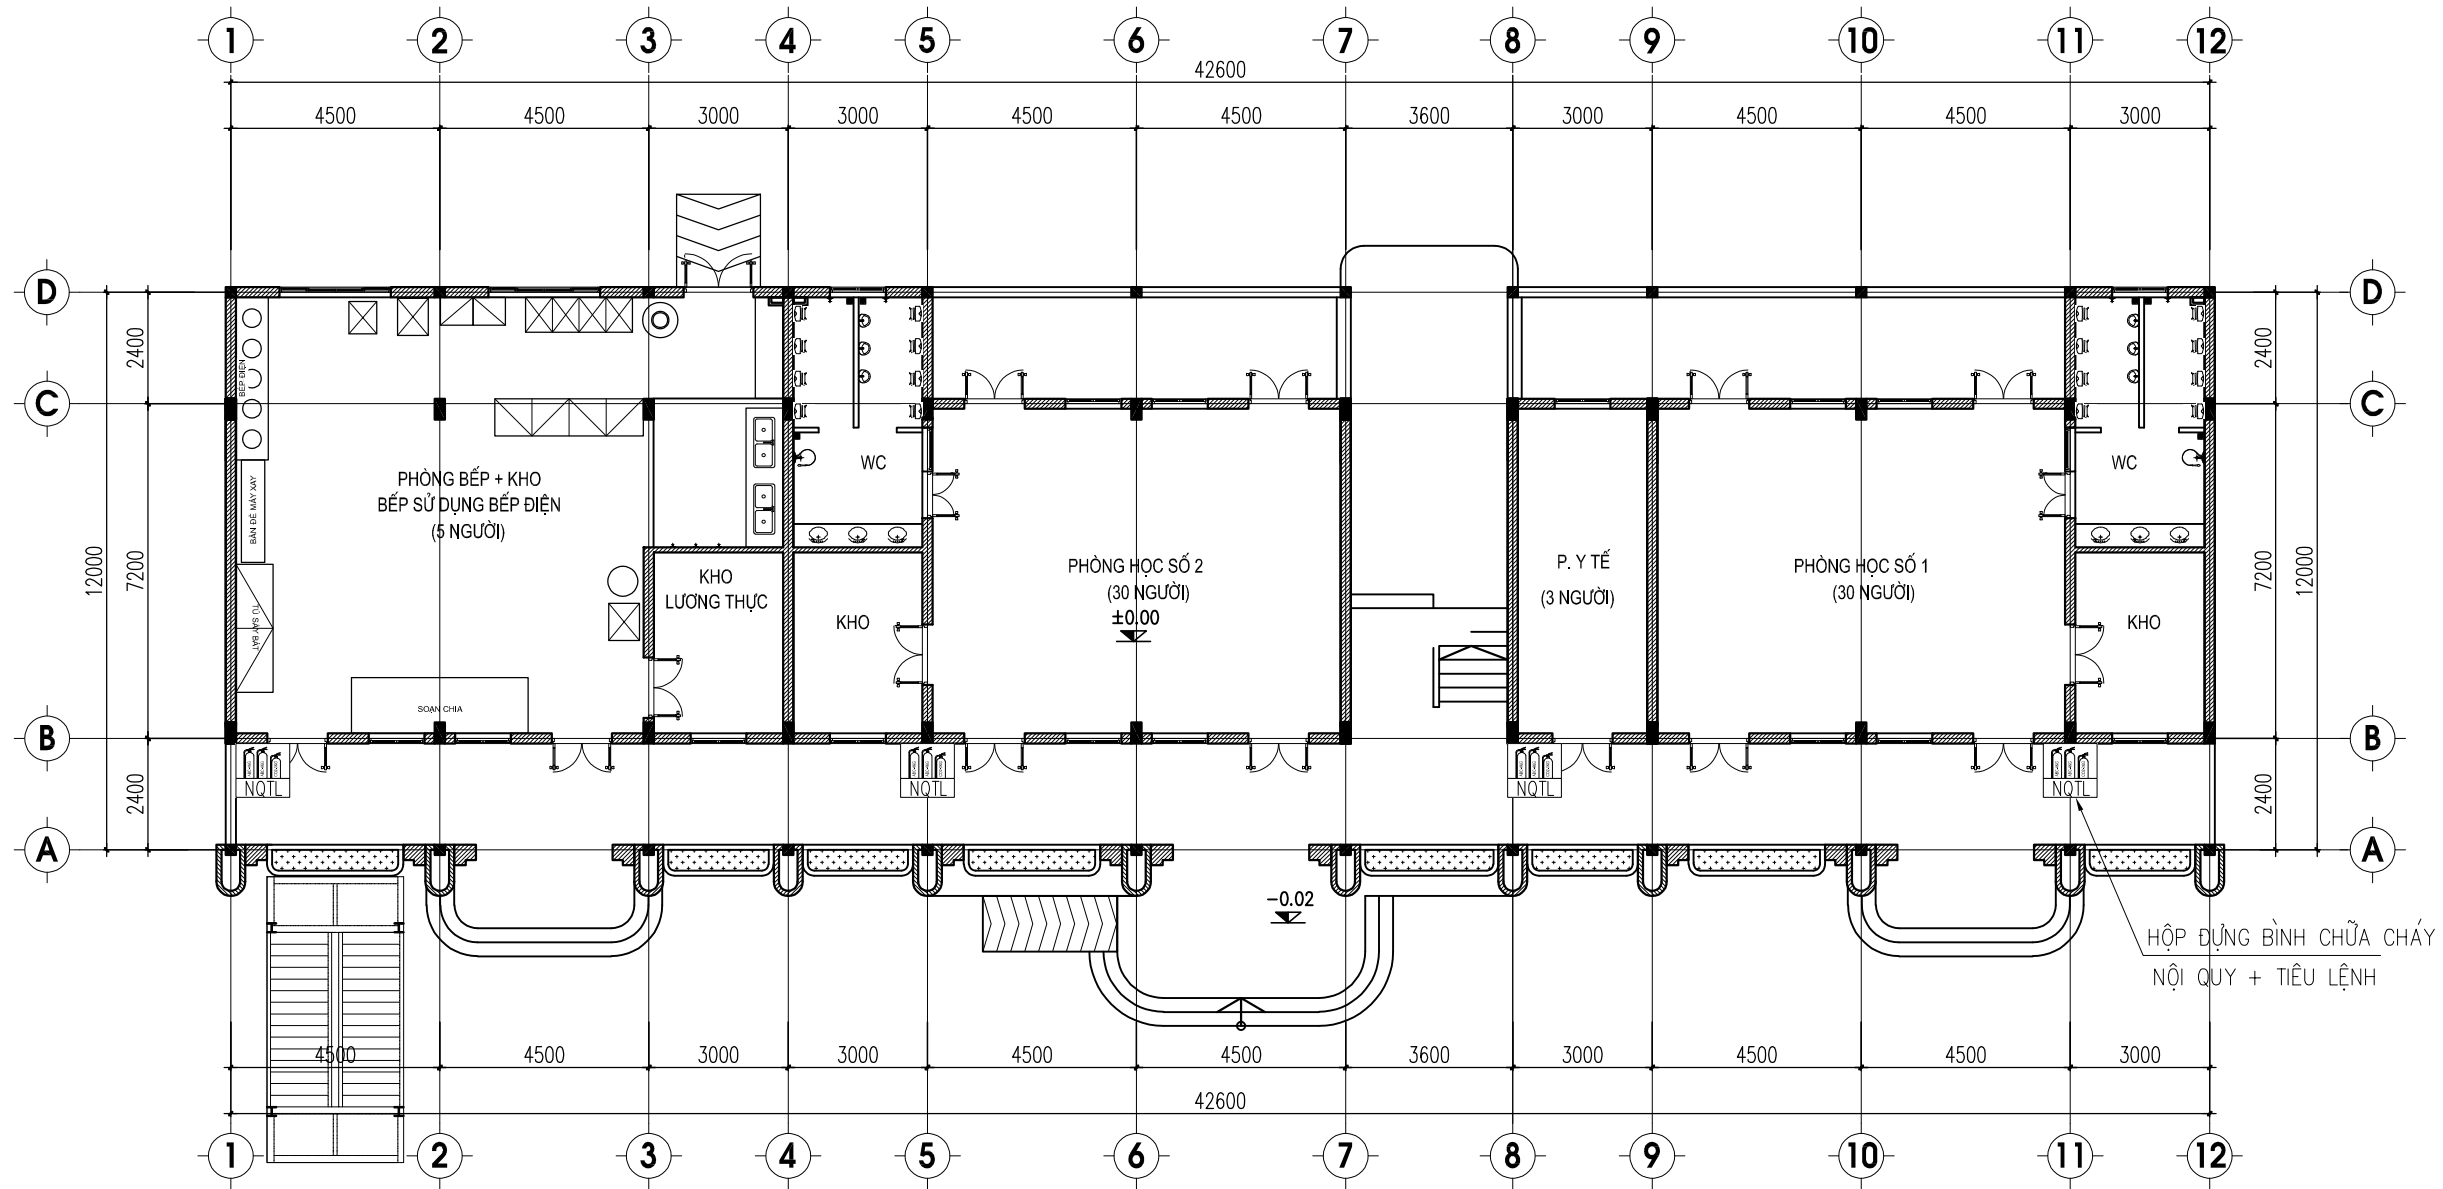 1 2 3 4 5 6 7 8 9 10 11 12
42600
4500 4500 3000 3000 4500 4500 3600 3000 4500 4500 3000
D D
2400 2400
BẾP ĐIỆN
C C
WC WC
PHÒNG BẾP + KHO
BẾP SỬ DỤNG BẾP ĐIỆN
(5 NGƯỜI)
BÀN ĐỂ MÁY XAY
12000 7200 7200 12000
KHO
LƯƠNG THỰC
PHÒNG HỌC SỐ 2
(30 NGƯỜI)
±0.00
P. Y TẾ
(3 NGƯỜI)
PHÒNG HỌC SỐ 1
(30 NGƯỜI)
TỦ SẤY BÁT
KHO KHO
SOẠN CHIA
B B
NQTL NQTL NQTL NQTL
2400 2400
A A
-0.02
HỘP ĐỰNG BÌNH CHỮA CHÁY
NỘI QUY + TIÊU LỆNH
4500 4500 3000 3000 4500 4500 3600 3000 4500 4500 3000
42600
1 2 3 4 5 6 7 8 9 10 11 12